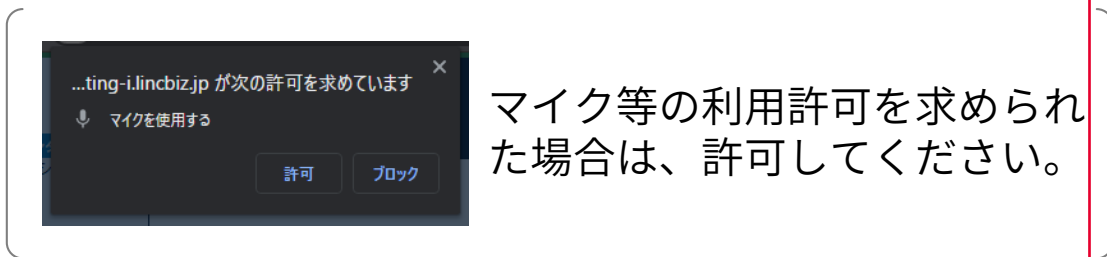 ...ting-i.lincbiz.jp が次の許可を求めています
マイクを使用する
許可
ブロック
マイク等の利用許可を求められ
た場合は、許可してください。